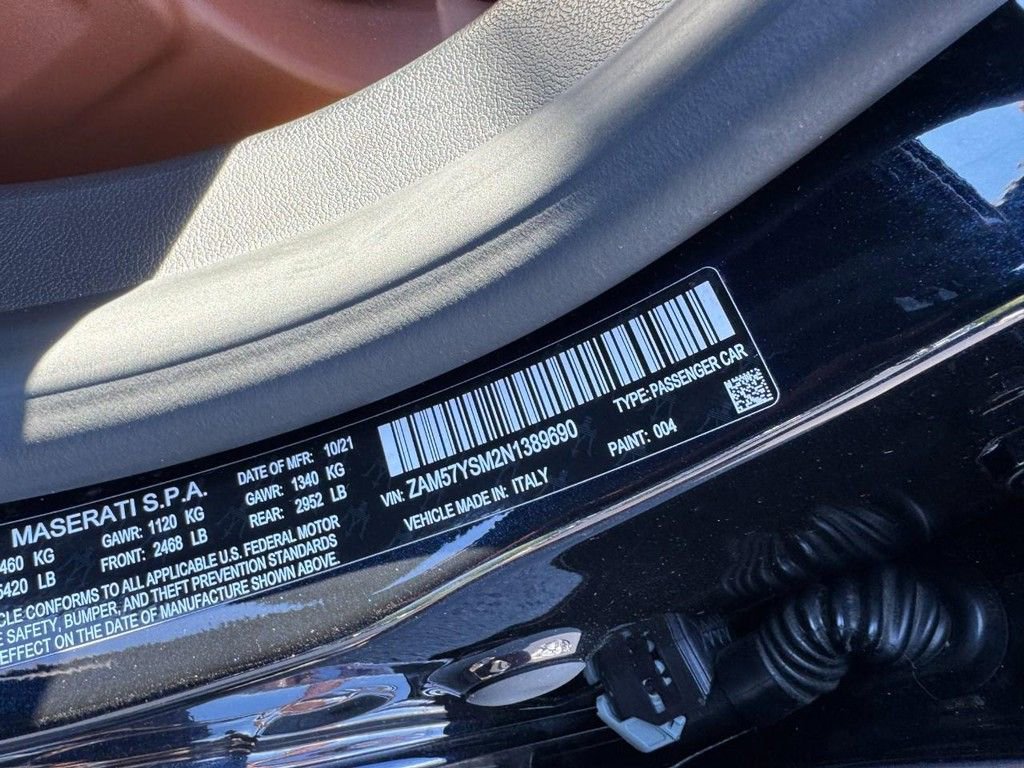 MASERATI S.P.A.
DATE OF MFR: 10/21
460 KG
GAWR: 1120 KG
GAWR: 1340 KG
5420 LB
FRONT: 2468 LB
REAR: 2952 LB
CLE CONFORMS TO ALL APPLICABLE U.S. FEDERAL MOTOR
E SAFETY, BUMPER, AND THEFT PREVENTION STANDARDS
EFFECT ON THE DATE OF MANUFACTURE SHOWN ABOVE.
VIN: ZAM57YSM2N1389690
TYPE: PASSENGER CAR
VEHICLE MADE IN: ITALY
PAINT: 004